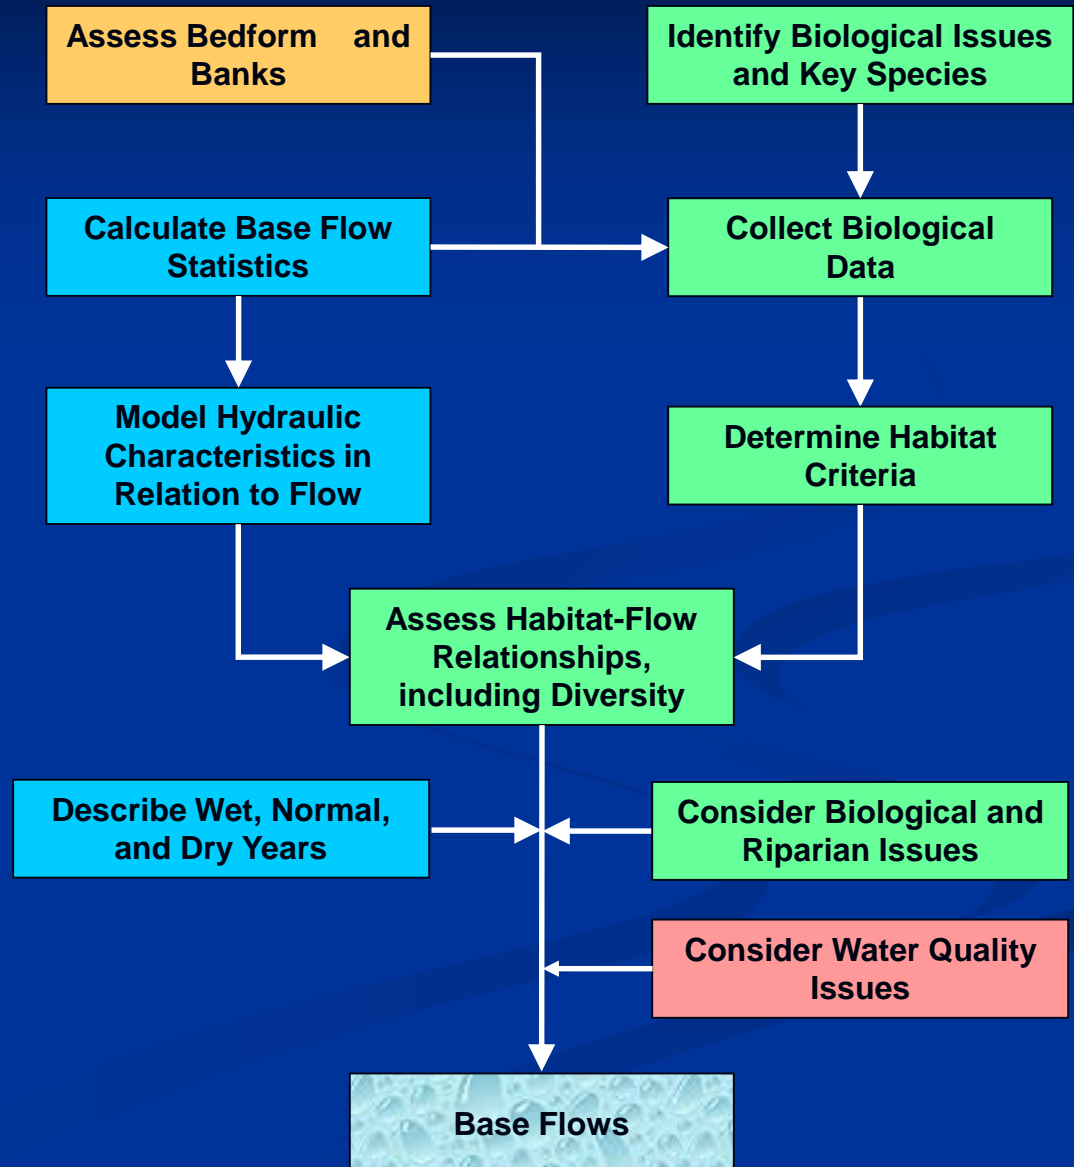 Assess Bedform and
Banks
Identify Biological Issues
and Key Species
Calculate Base Flow
Statistics
Collect Biological
Data
Model Hydraulic
Characteristics in
Relation to Flow
Determine Habitat
Criteria
Assess Habitat-Flow
Relationships,
including Diversity
Describe Wet, Normal,
and Dry Years
Consider Biological and
Riparian Issues
Consider Water Quality
Issues
Base Flows